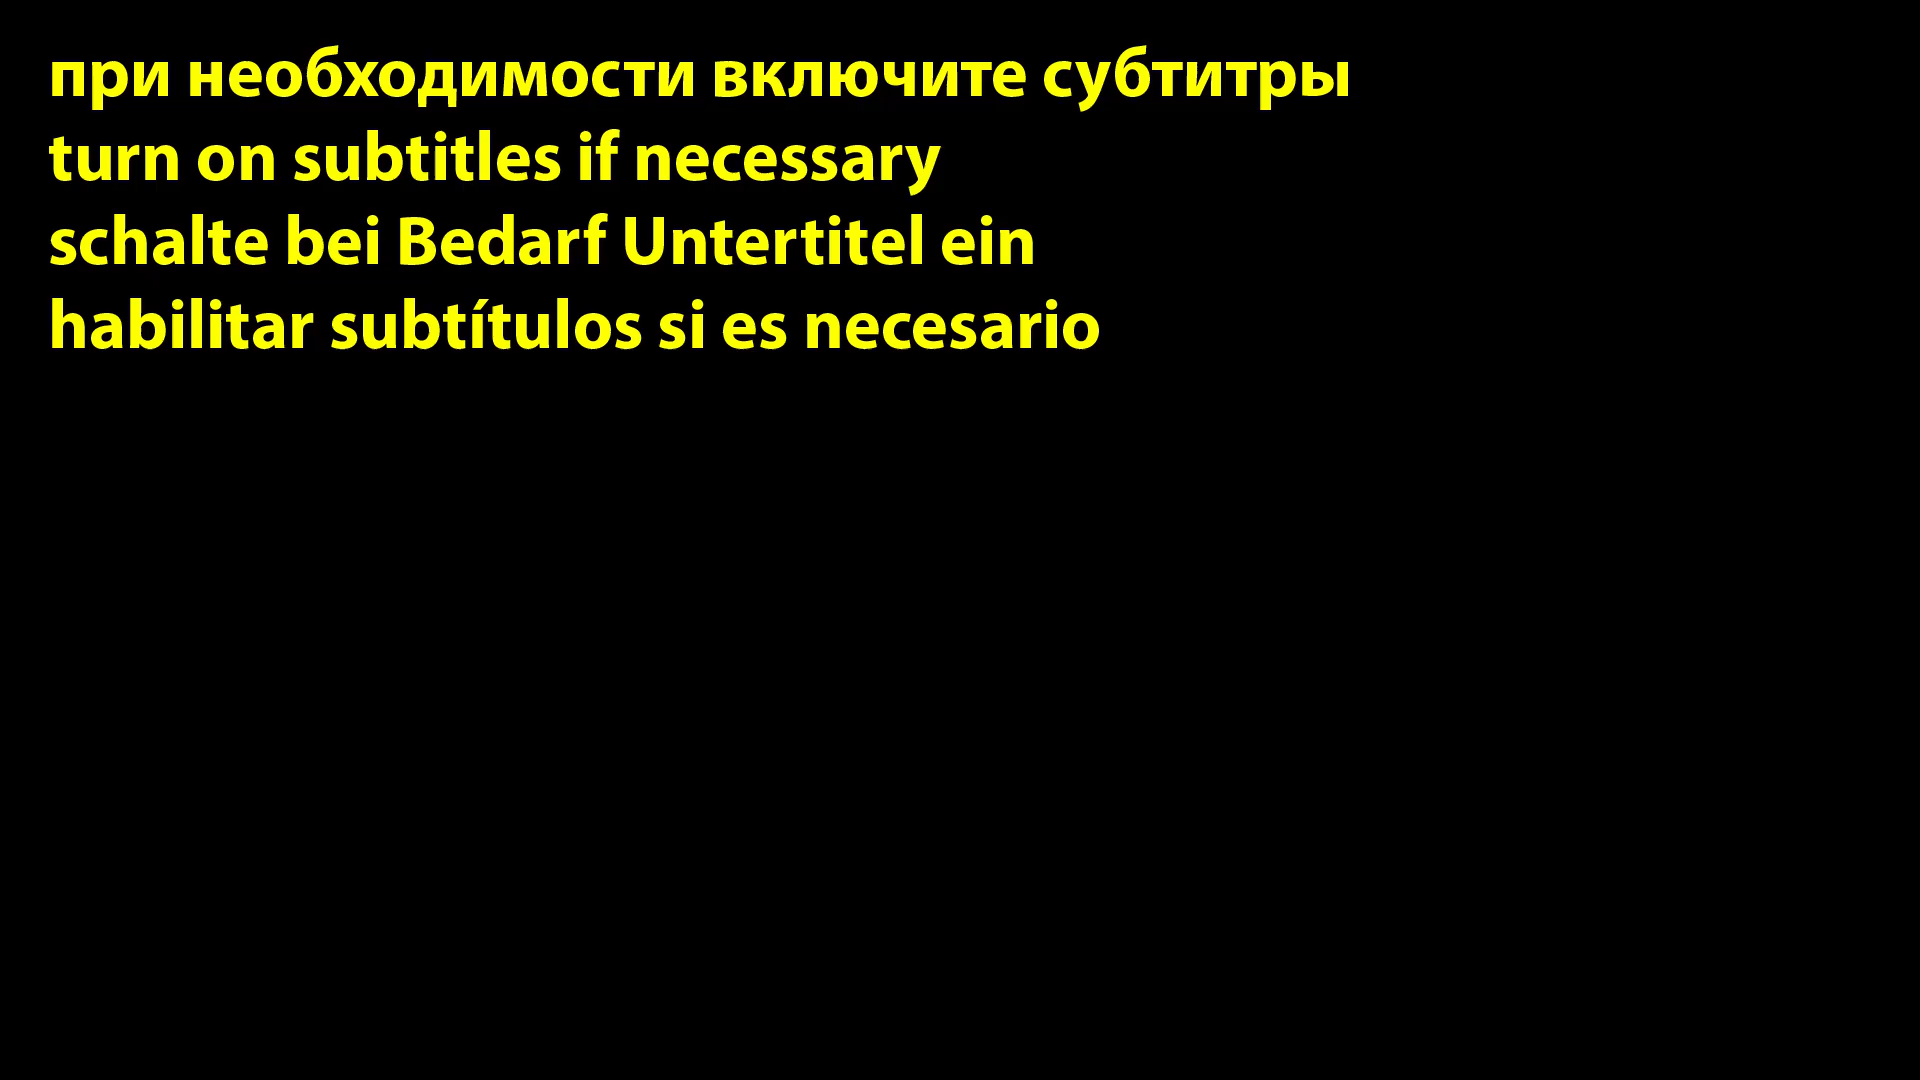 при необходимости включите субтитры
turn on subtitles if necessary
schalte bei Bedarf Untertitel ein
habilitar subtítulos si es necesario